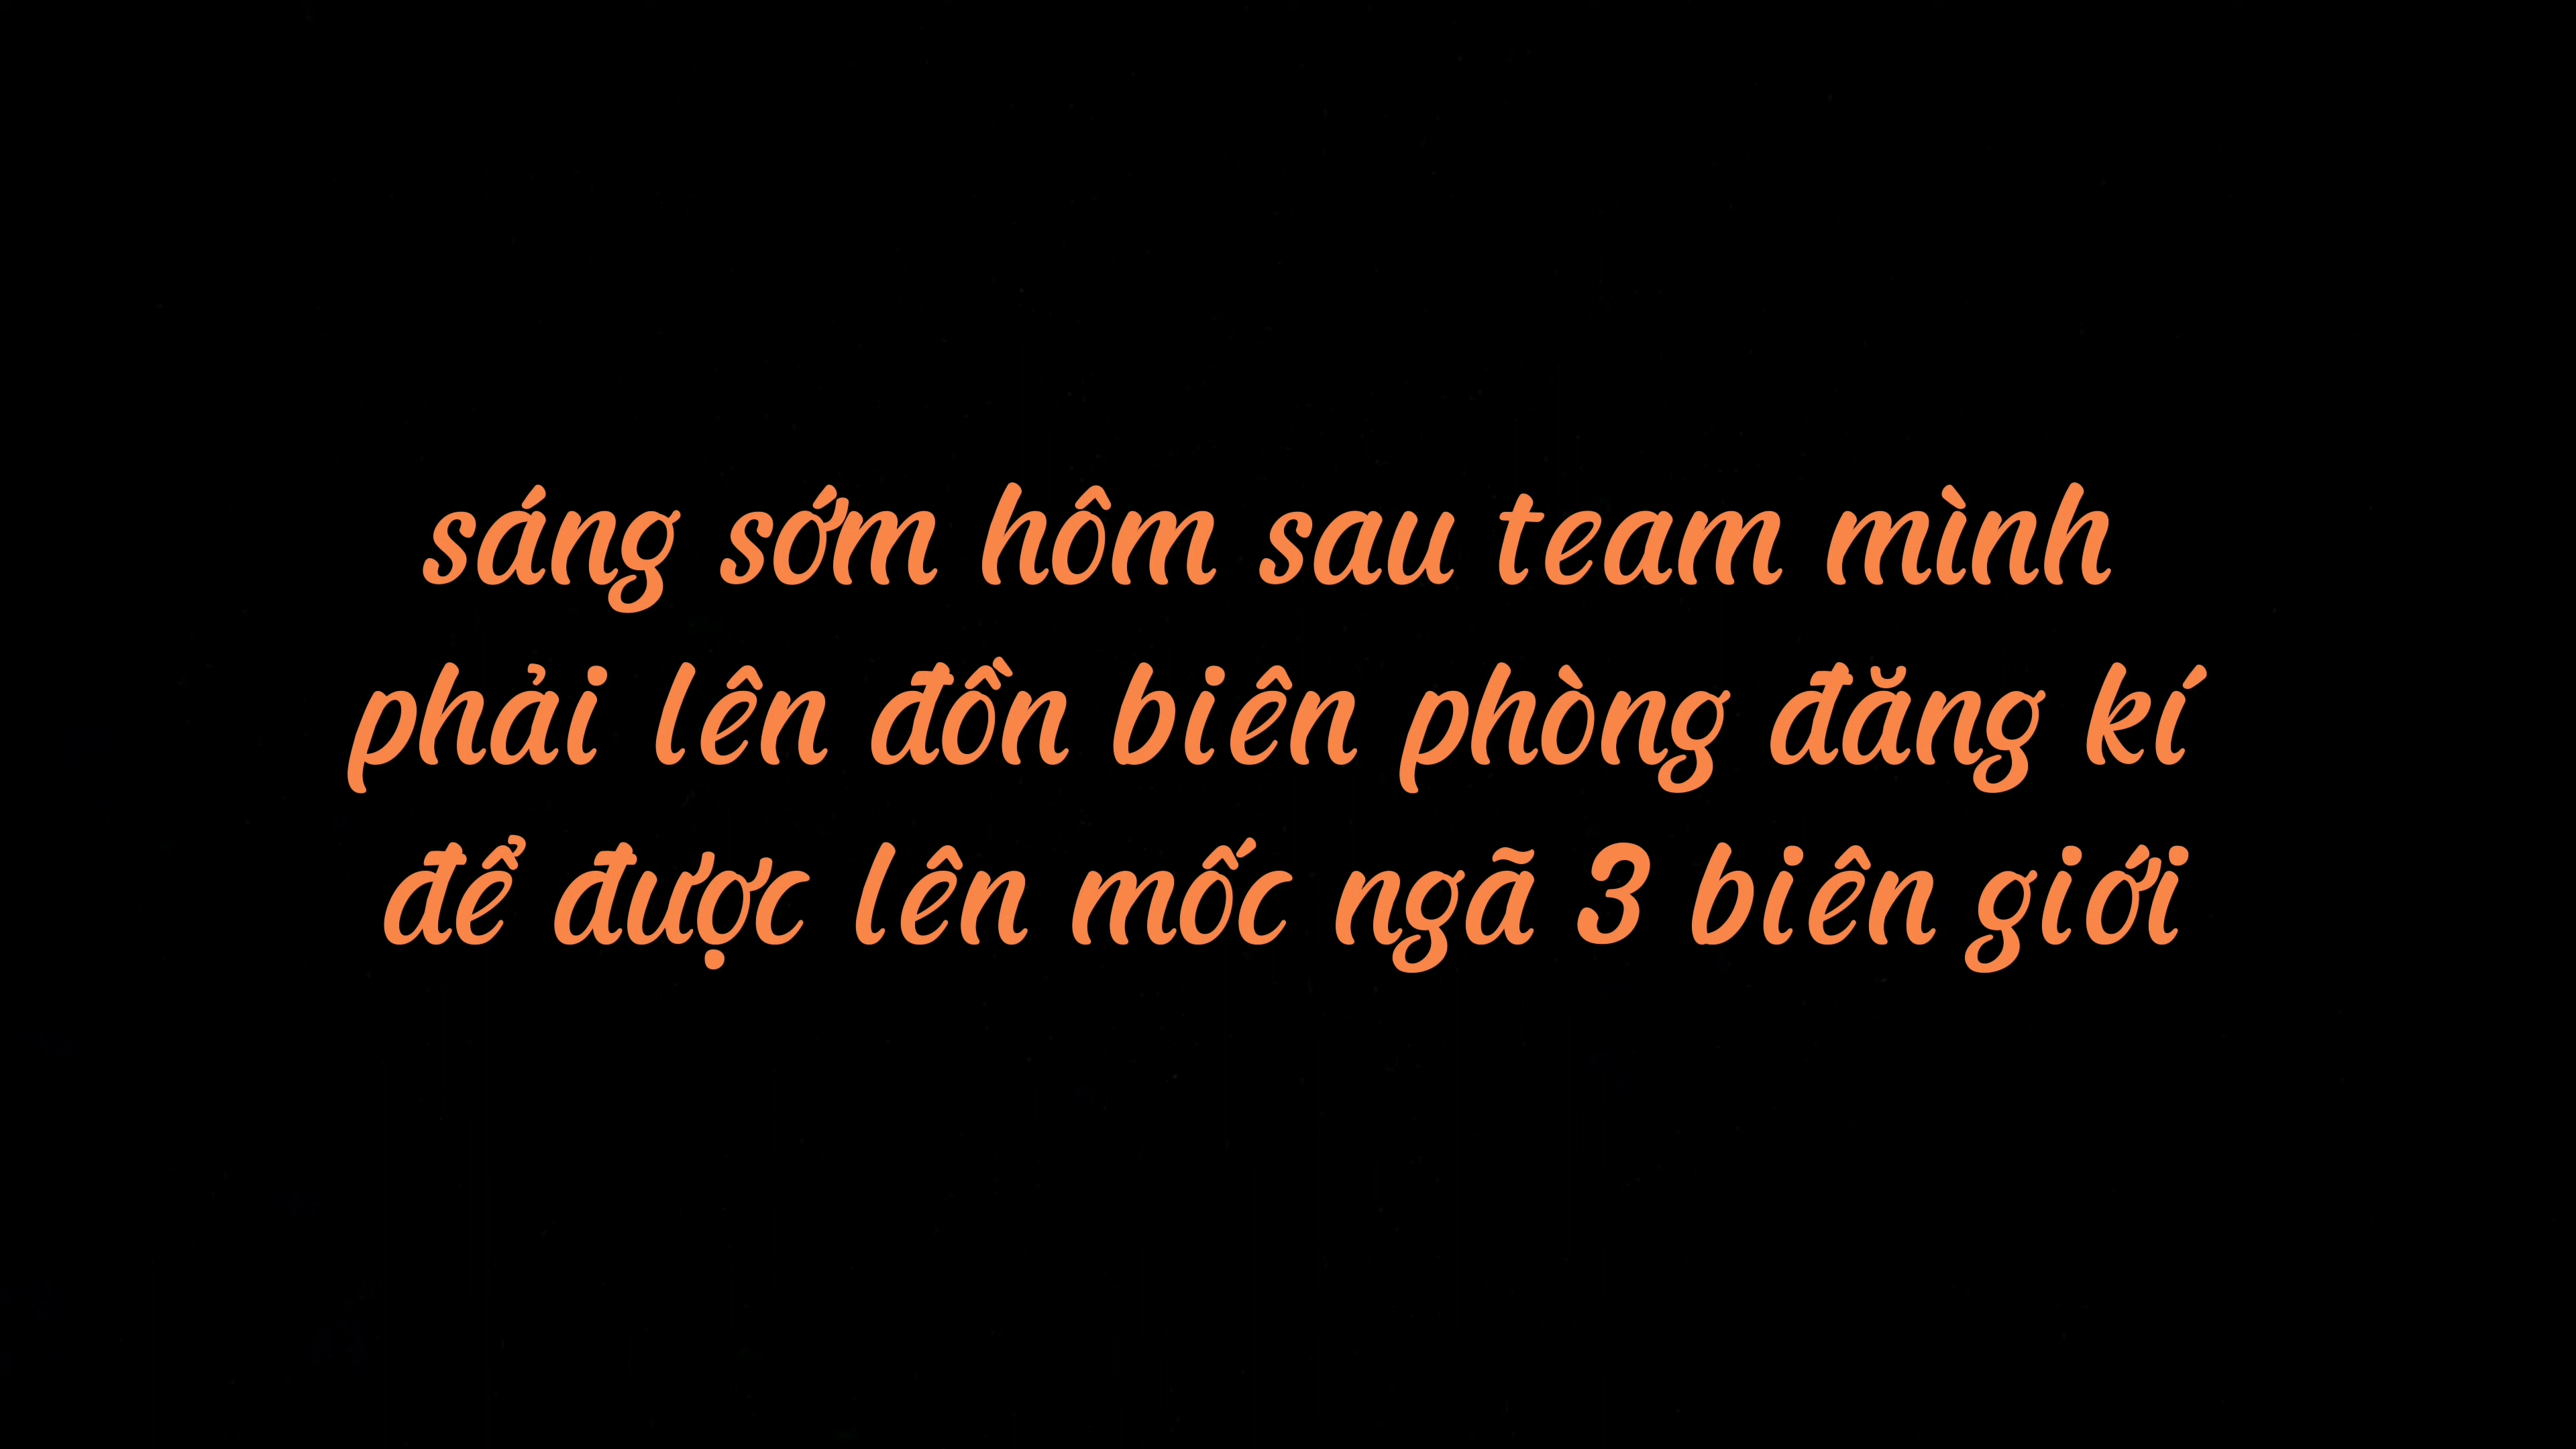 sáng sớm hôm sau team mình
phải lên đồn biên phòng đăng kí
để được lên mốc ngã 3 biên giới